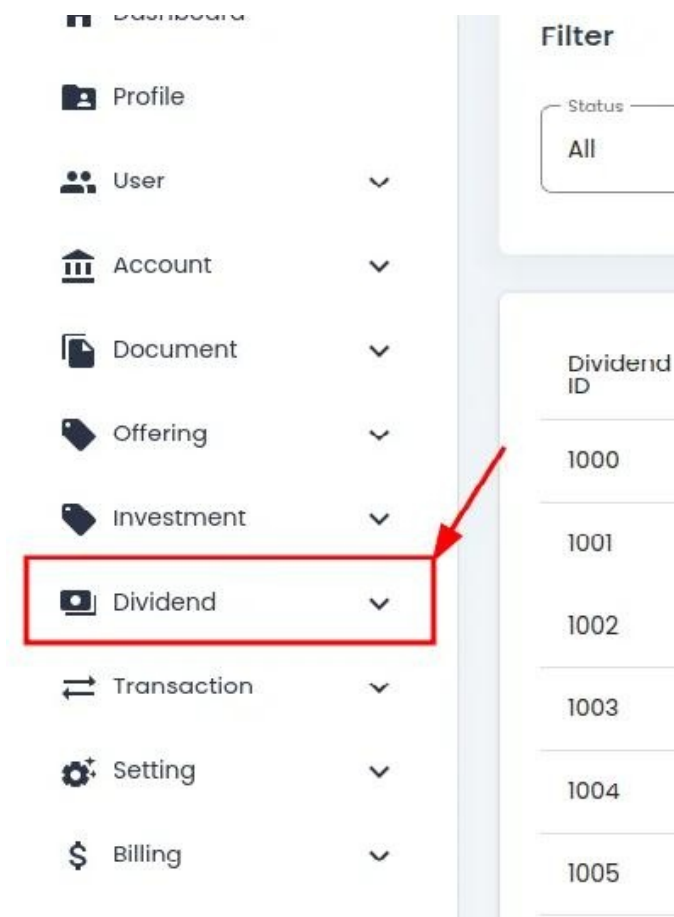 Dashboard
Profile
User
Account
Document
Offering
Investment
Dividend
Transaction
Setting
Billing
Filter
Status
All
Dividend
ID
1000
1001
1002
1003
1004
1005